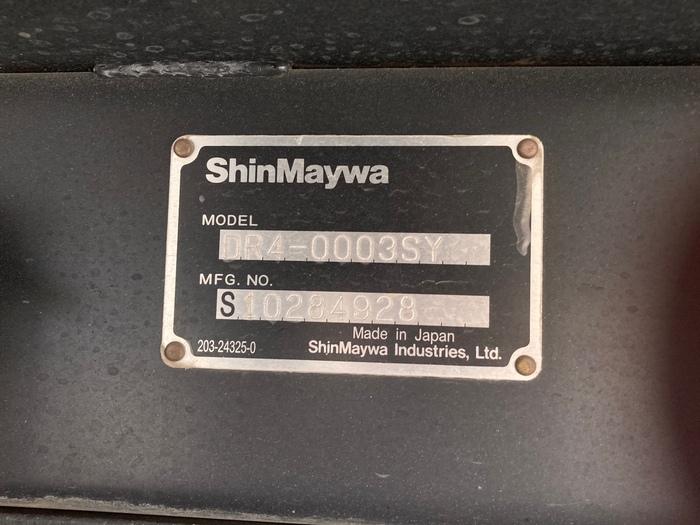 ShinMaywa
MODEL
DR4-0003SY
MFG. NO.
S10284928
Made in Japan
203-24325-0 ShinMaywa Industries, Ltd.